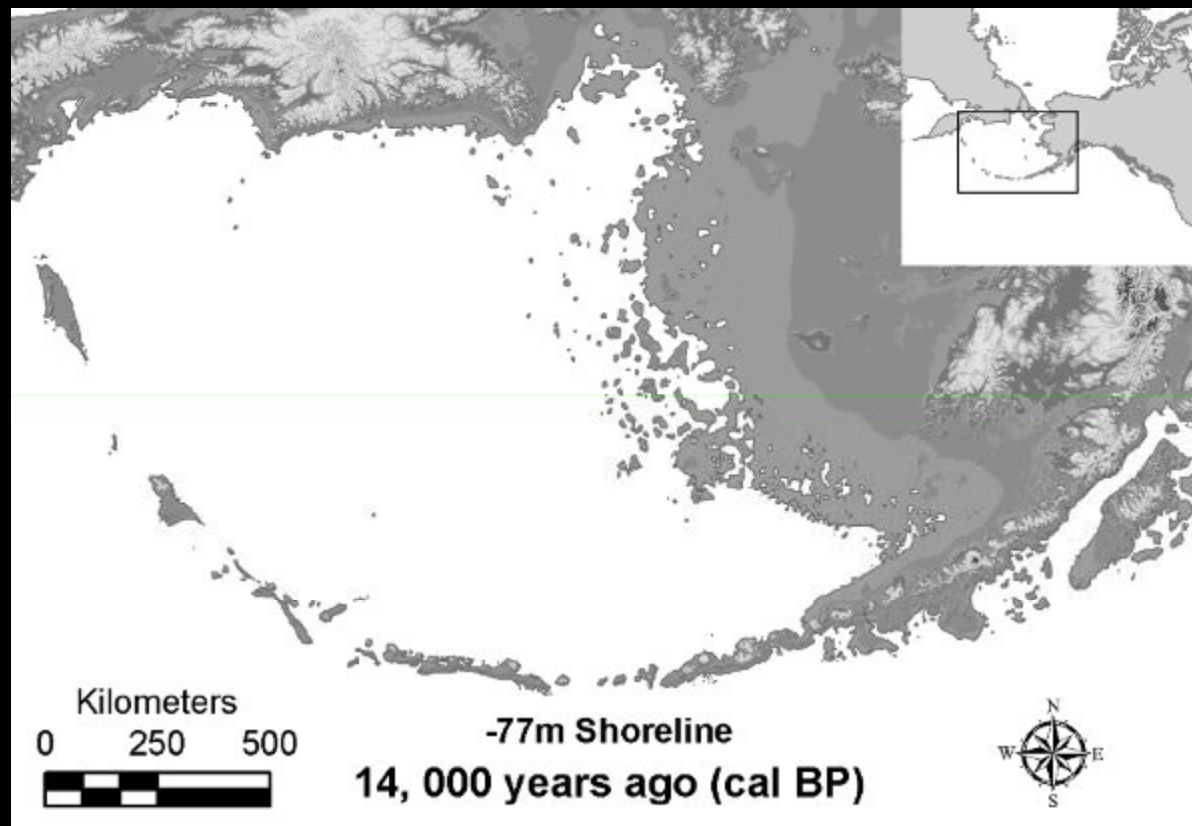 Kilometers
0 250 500
-77m Shoreline
14, 000 years ago (cal BP)
N
W E
S